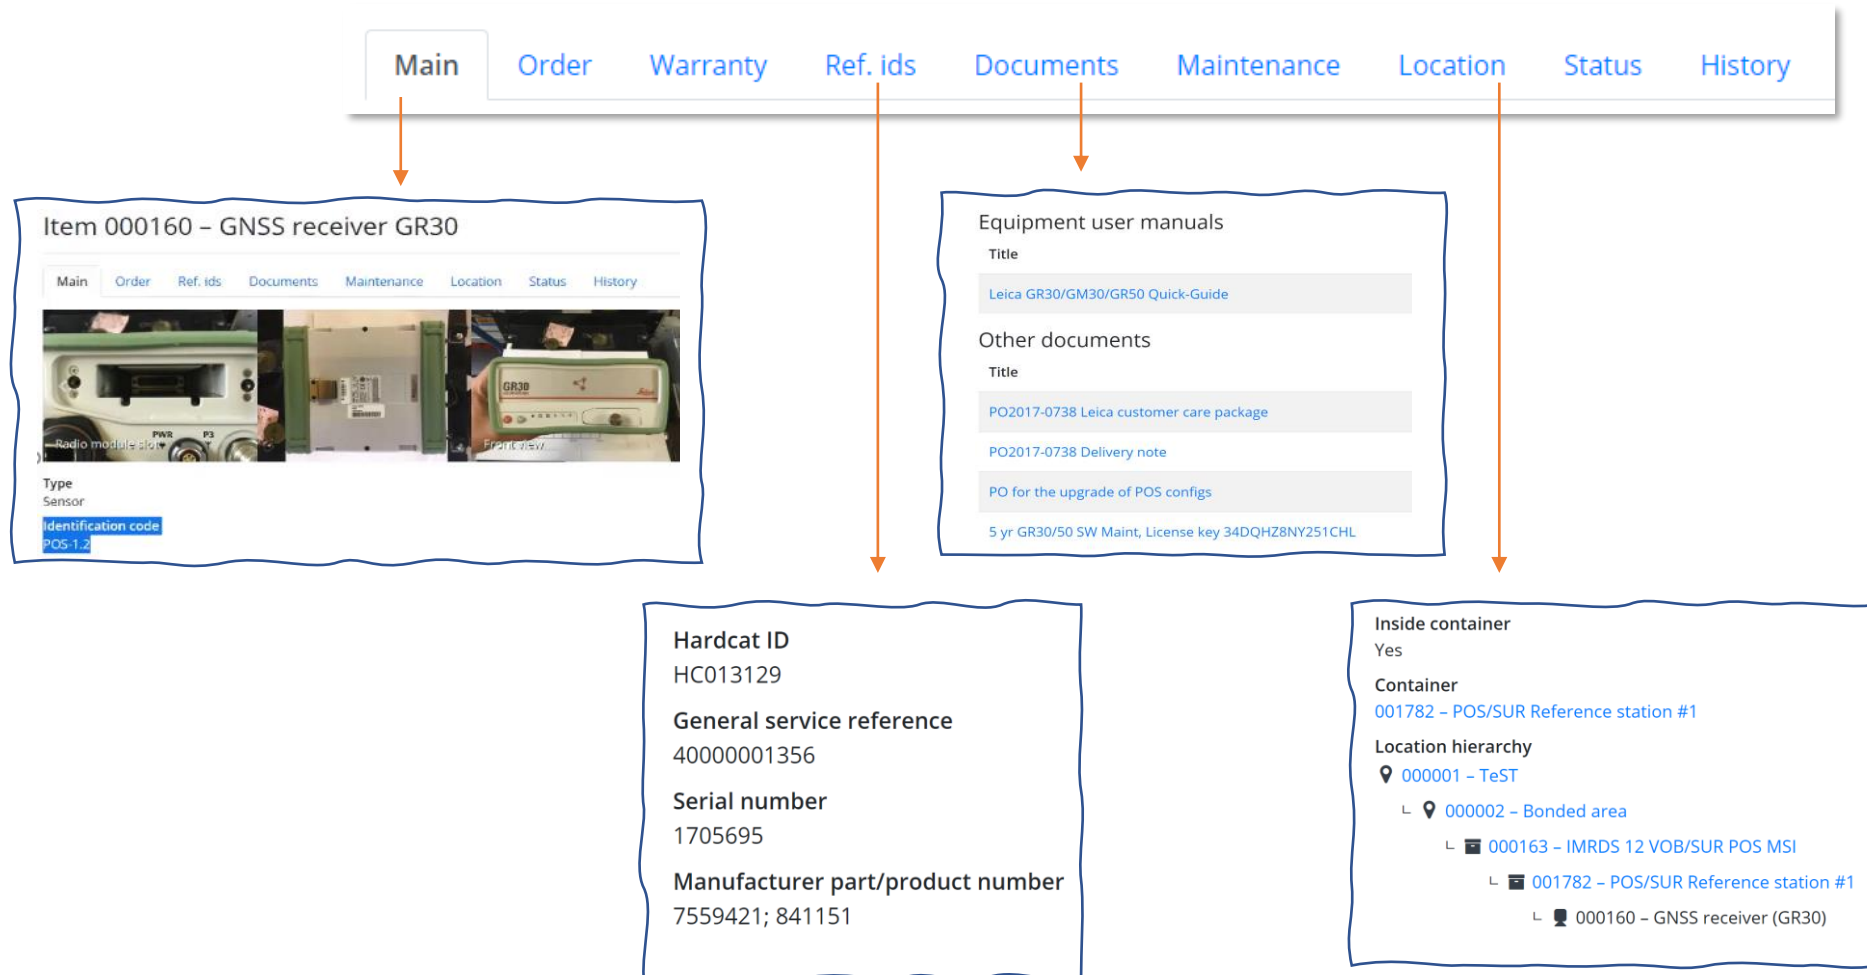 Main Order Warranty Ref. ids Documents Maintenance Location Status History
Item 000160 – GNSS receiver GR30
Main Order Ref. ids Documents Maintenance Location Status History
GR30
PWR P3
Radio module slot
Front view
Type
Sensor
Identification code
POS-1.2
Equipment user manuals
Title
Leica GR30/GM30/GR50 Quick-Guide
Other documents
Title
PO2017-0738 Leica customer care package
PO2017-0738 Delivery note
PO for the upgrade of POS configs
5 yr GR30/50 SW Maint, License key 34DQHZ8NY251CHL
Hardcat ID
HC013129
General service reference
40000001356
Serial number
1705695
Manufacturer part/product number
7559421; 841151
Inside container
Yes
Container
001782 – POS/SUR Reference station #1
Location hierarchy
000001 – TeST
000002 – Bonded area
000163 – IMRDS 12 VOB/SUR POS MSI
001782 – POS/SUR Reference station #1
000160 – GNSS receiver (GR30)